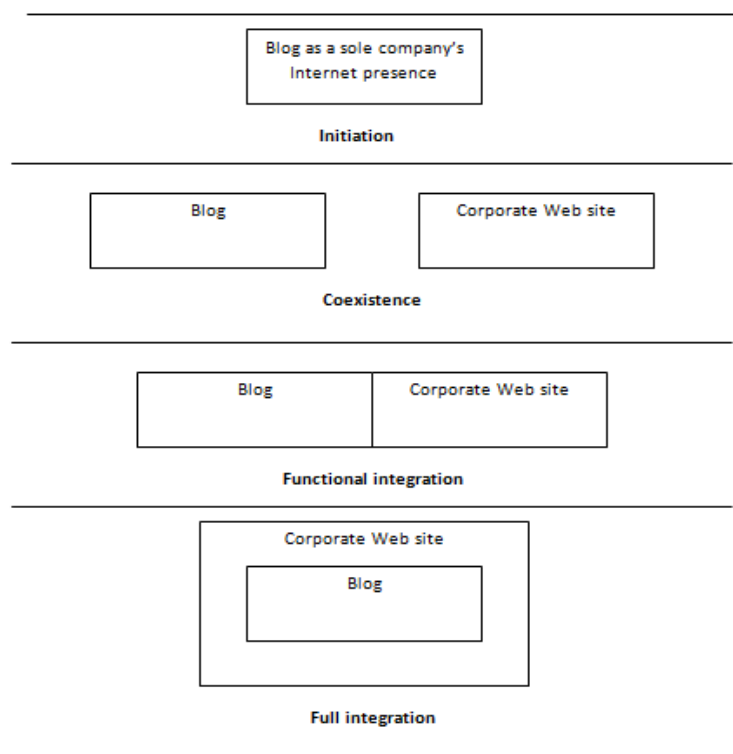 Blog as a sole company's
Internet presence
Initiation
Blog
Corporate Web site
Coexistence
Blog
Corporate Web site
Functional integration
Corporate Web site
Blog
Full integration